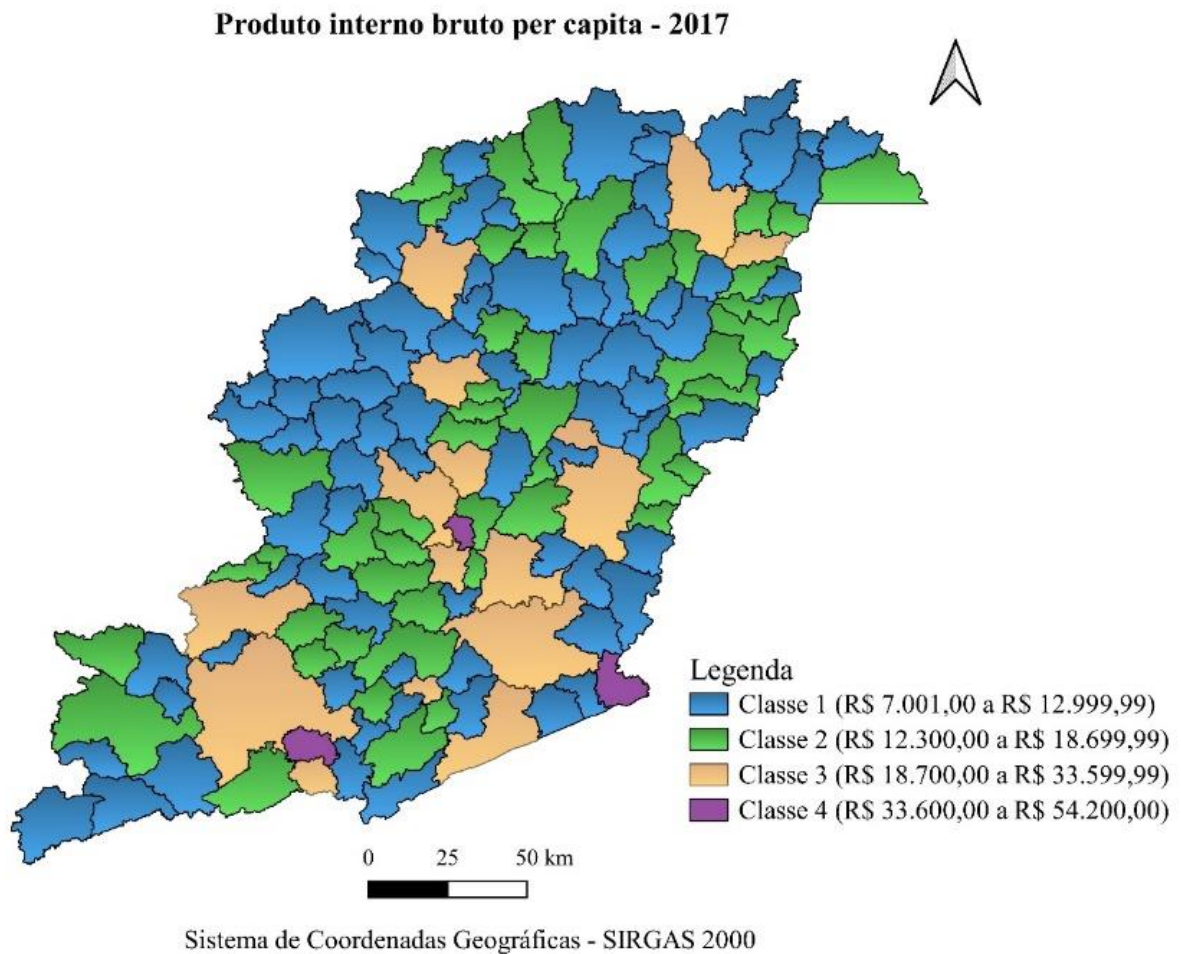 Produto interno bruto per capita - 2017
Legenda
Classe 1 (R$ 7.001,00 a R$ 12.999,99)
Classe 2 (R$ 12.300,00 a R$ 18.699,99)
Classe 3 (R$ 18.700,00 a R$ 33.599,99)
Classe 4 (R$ 33.600,00 a R$ 54.200,00)
0 25 50 km
Sistema de Coordenadas Geográficas - SIRGAS 2000